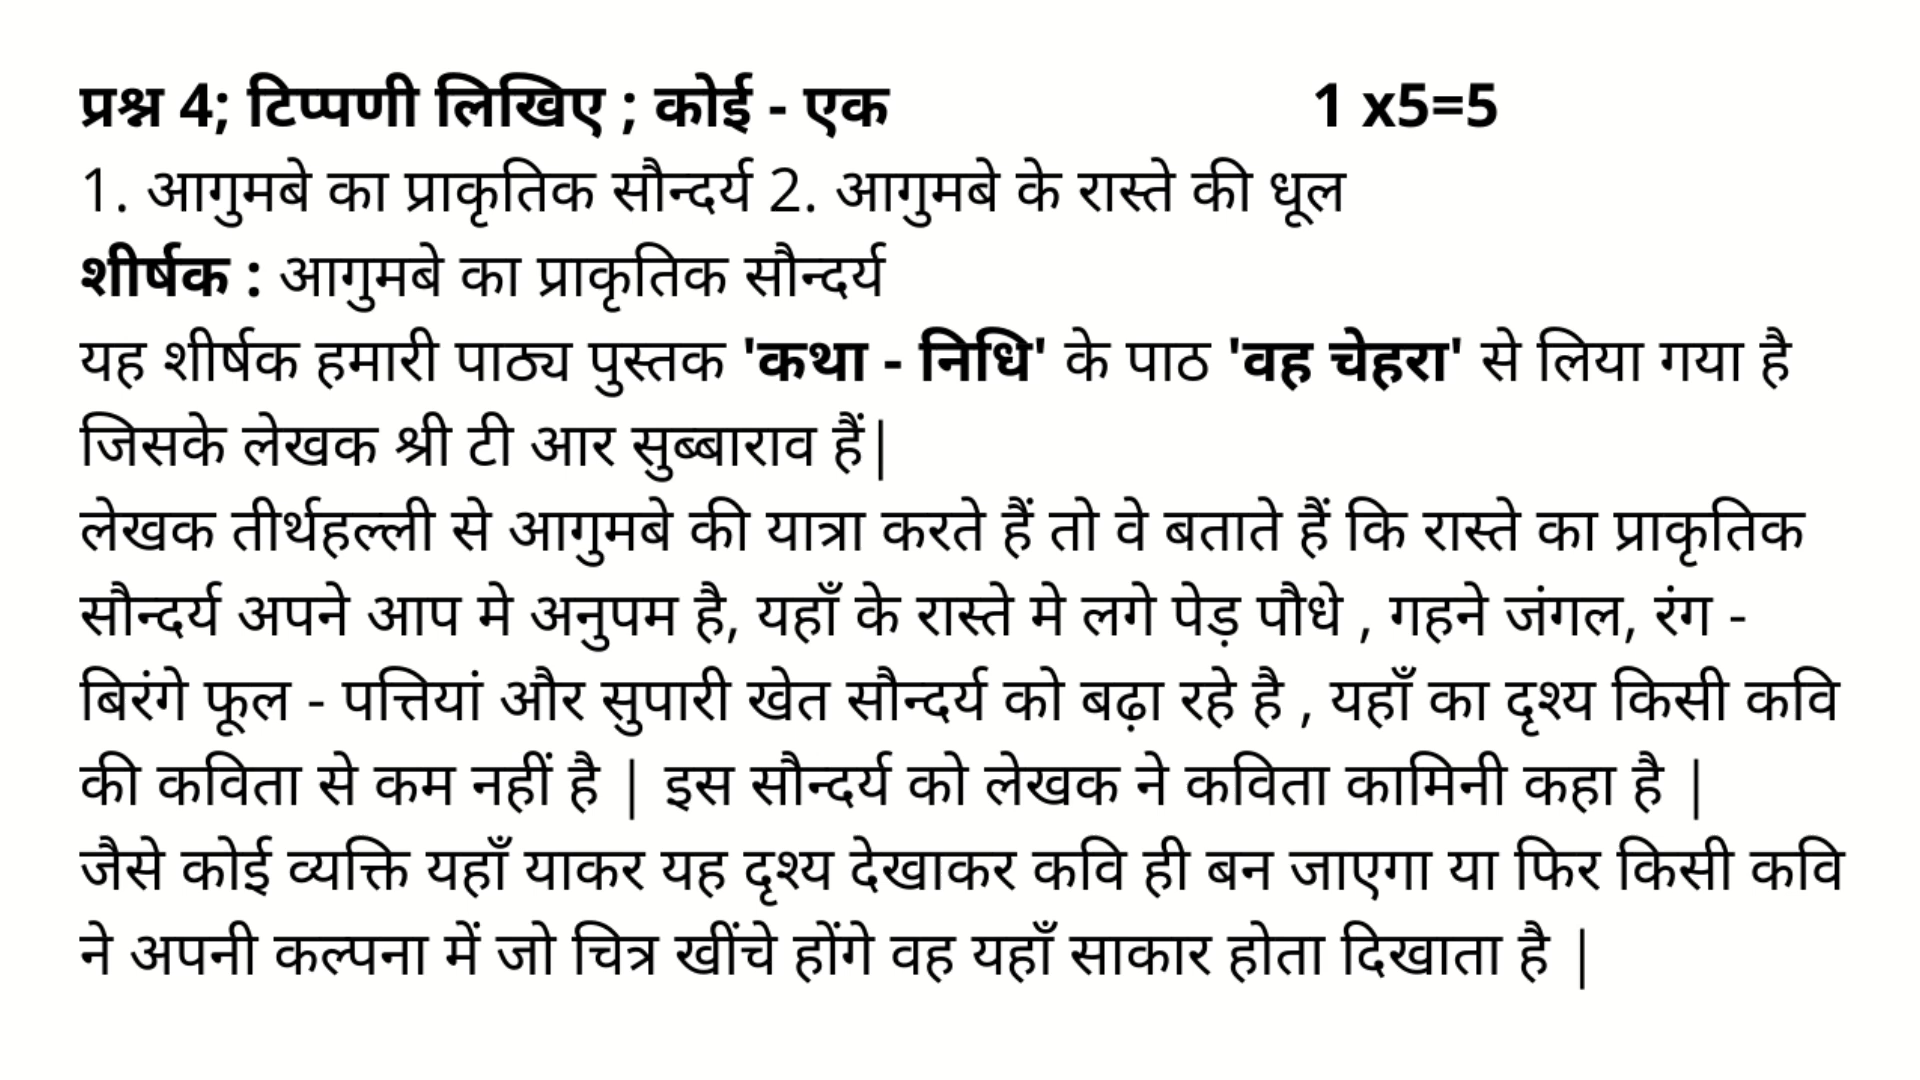 प्रश्न 4; टिप्पणी लिखिए ; कोई - एक 1 x5=5
1. आगुमबे का प्राकृतिक सौन्दर्य 2. आगुमबे के रास्ते की धूल
शीर्षक : आगुमबे का प्राकृतिक सौन्दर्य
यह शीर्षक हमारी पाठ्य पुस्तक 'कथा - निधि' के पाठ 'वह चेहरा' से लिया गया है
जिसके लेखक श्री टी आर सुब्बाराव हैं|
लेखक तीर्थहल्ली से आगुमबे की यात्रा करते हैं तो वे बताते हैं कि रास्ते का प्राकृतिक
सौन्दर्य अपने आप मे अनुपम है, यहाँ के रास्ते मे लगे पेड़ पौधे , गहने जंगल, रंग -
बिरंगे फूल - पत्तियां और सुपारी खेत सौन्दर्य को बढ़ा रहे है , यहाँ का दृश्य किसी कवि
की कविता से कम नहीं है | इस सौन्दर्य को लेखक ने कविता कामिनी कहा है |
जैसे कोई व्यक्ति यहाँ याकर यह दृश्य देखाकर कवि ही बन जाएगा या फिर किसी कवि
ने अपनी कल्पना में जो चित्र खींचे होंगे वह यहाँ साकार होता दिखाता है |